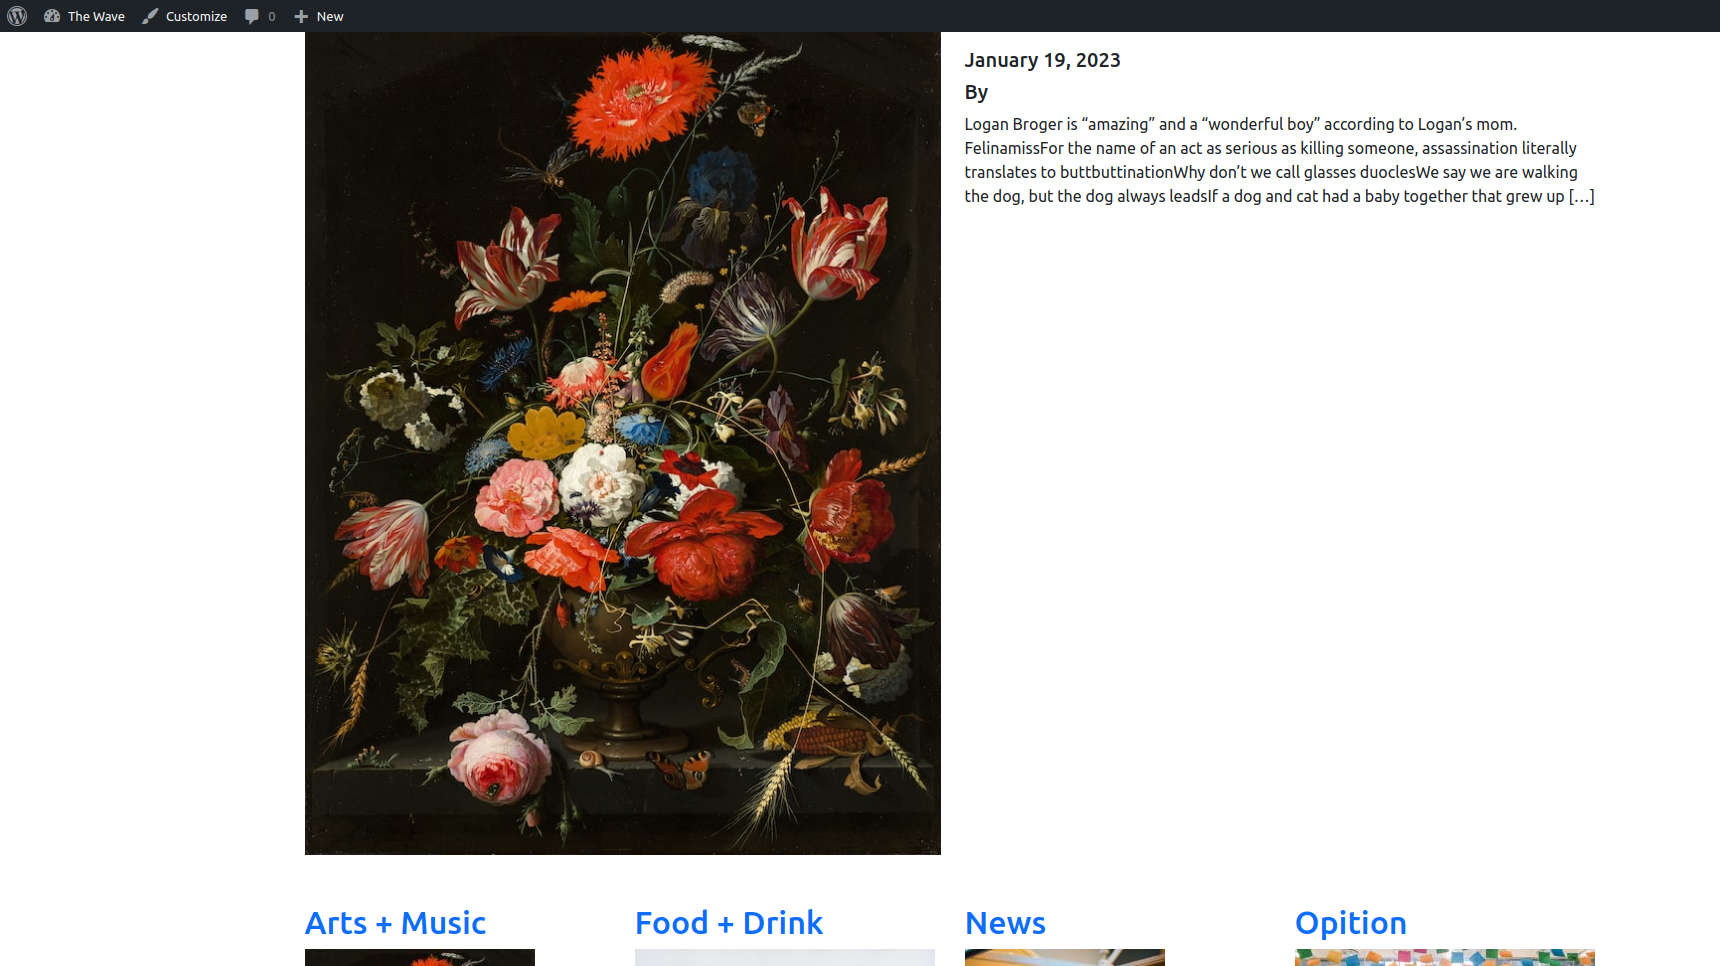 The Wave
Customize
0
New
January 19, 2023
By
Logan Broger is “amazing” and a “wonderful boy” according to Logan’s mom.
FelinamissFor the name of an act as serious as killing someone, assassination literally
translates to buttbuttinationWhy don’t we call glasses duoclesWe say we are walking
the dog, but the dog always leadsIf a dog and cat had a baby together that grew up […]
Arts + Music
Food + Drink
News
Opition